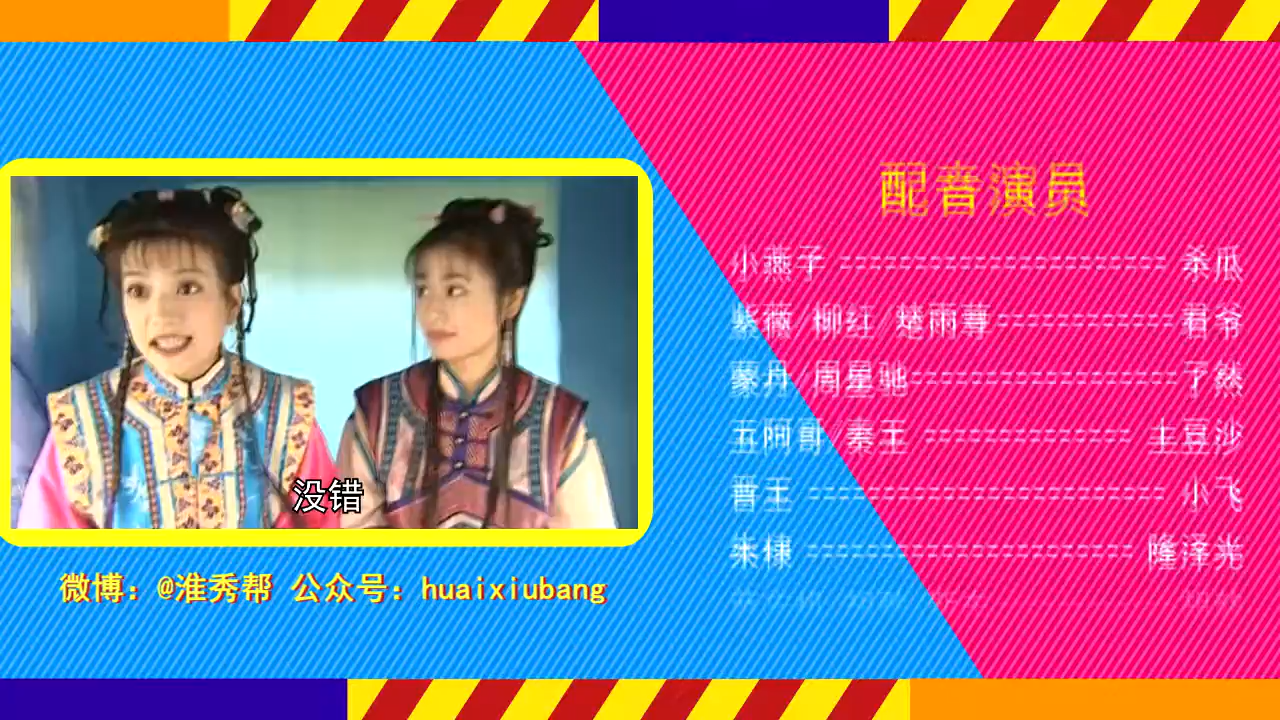 没错
微博：@淮秀帮 公众号：huaixiubang
配音演员
小燕子 ====================== 杀瓜
紫薇/柳红/楚雨荨============君爷
蒙丹/周星驰==================了然
五阿哥/秦王 ============== 土豆沙
晋王 ======================== 小飞
朱棣 ====================== 隆泽光